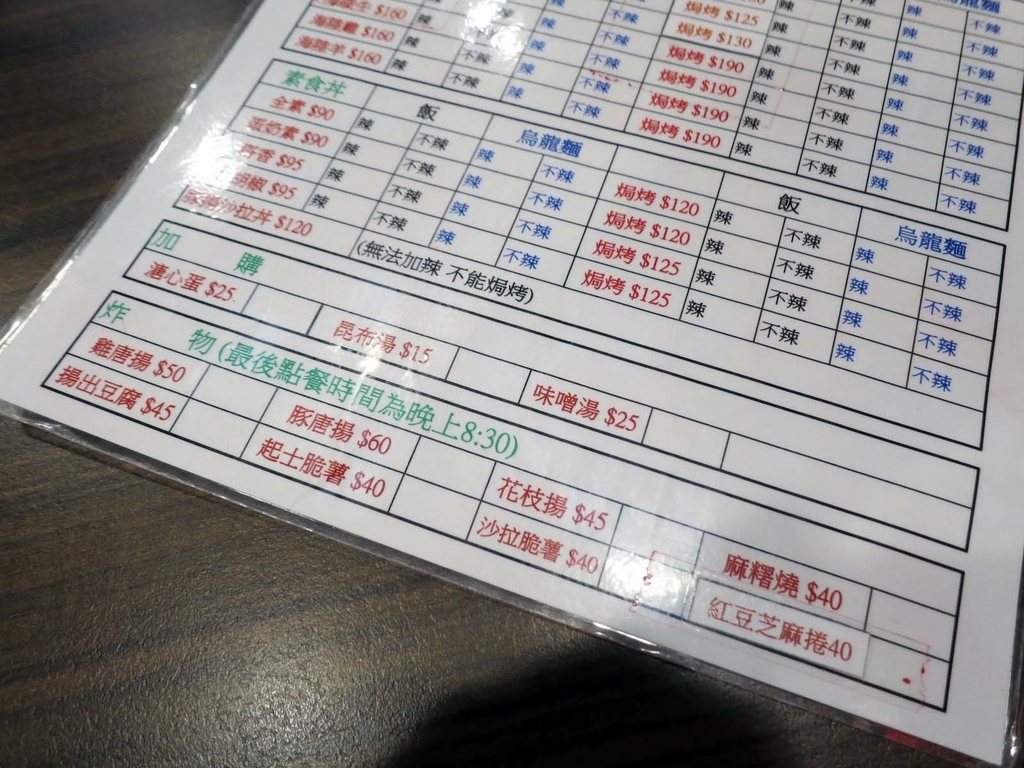 海陸牛 $160 辣 不辣 辣 不辣
海陸雞 $160 辣 不辣 辣 不辣 焗烤 $125 辣 不辣 辣 不辣
海陸羊 $160 辣 不辣 辣 不辣 焗烤 $130 辣 不辣 辣 不辣
焗烤 $190 辣 不辣 辣 不辣
焗烤 $190 辣 不辣 辣 不辣
焗烤 $190 辣 不辣 辣 不辣
焗烤 $190 辣 不辣 辣 不辣
素食丼 飯 烏龍麵 飯 烏龍麵
全素 $90 辣 不辣 辣 不辣 焗烤 $120 辣 不辣 辣 不辣
蛋奶素 $90 辣 不辣 辣 不辣 焗烤 $120 辣 不辣 辣 不辣
香 $95 辣 不辣 辣 不辣 焗烤 $125 辣 不辣 辣 不辣
胡椒 $95 辣 不辣 辣 不辣 焗烤 $125 辣 不辣 辣 不辣
沙拉丼 $120 (無法加辣 不能焗烤)
加 購
溏心蛋 $25 昆布湯 $15 味噌湯 $25
炸 物 (最後點餐時間為晚上8:30)
雞唐揚 $50 豚唐揚 $60 花枝揚 $45 麻糬燒 $40
揚出豆腐 $45 起士脆薯 $40 沙拉脆薯 $40 紅豆芝麻捲40